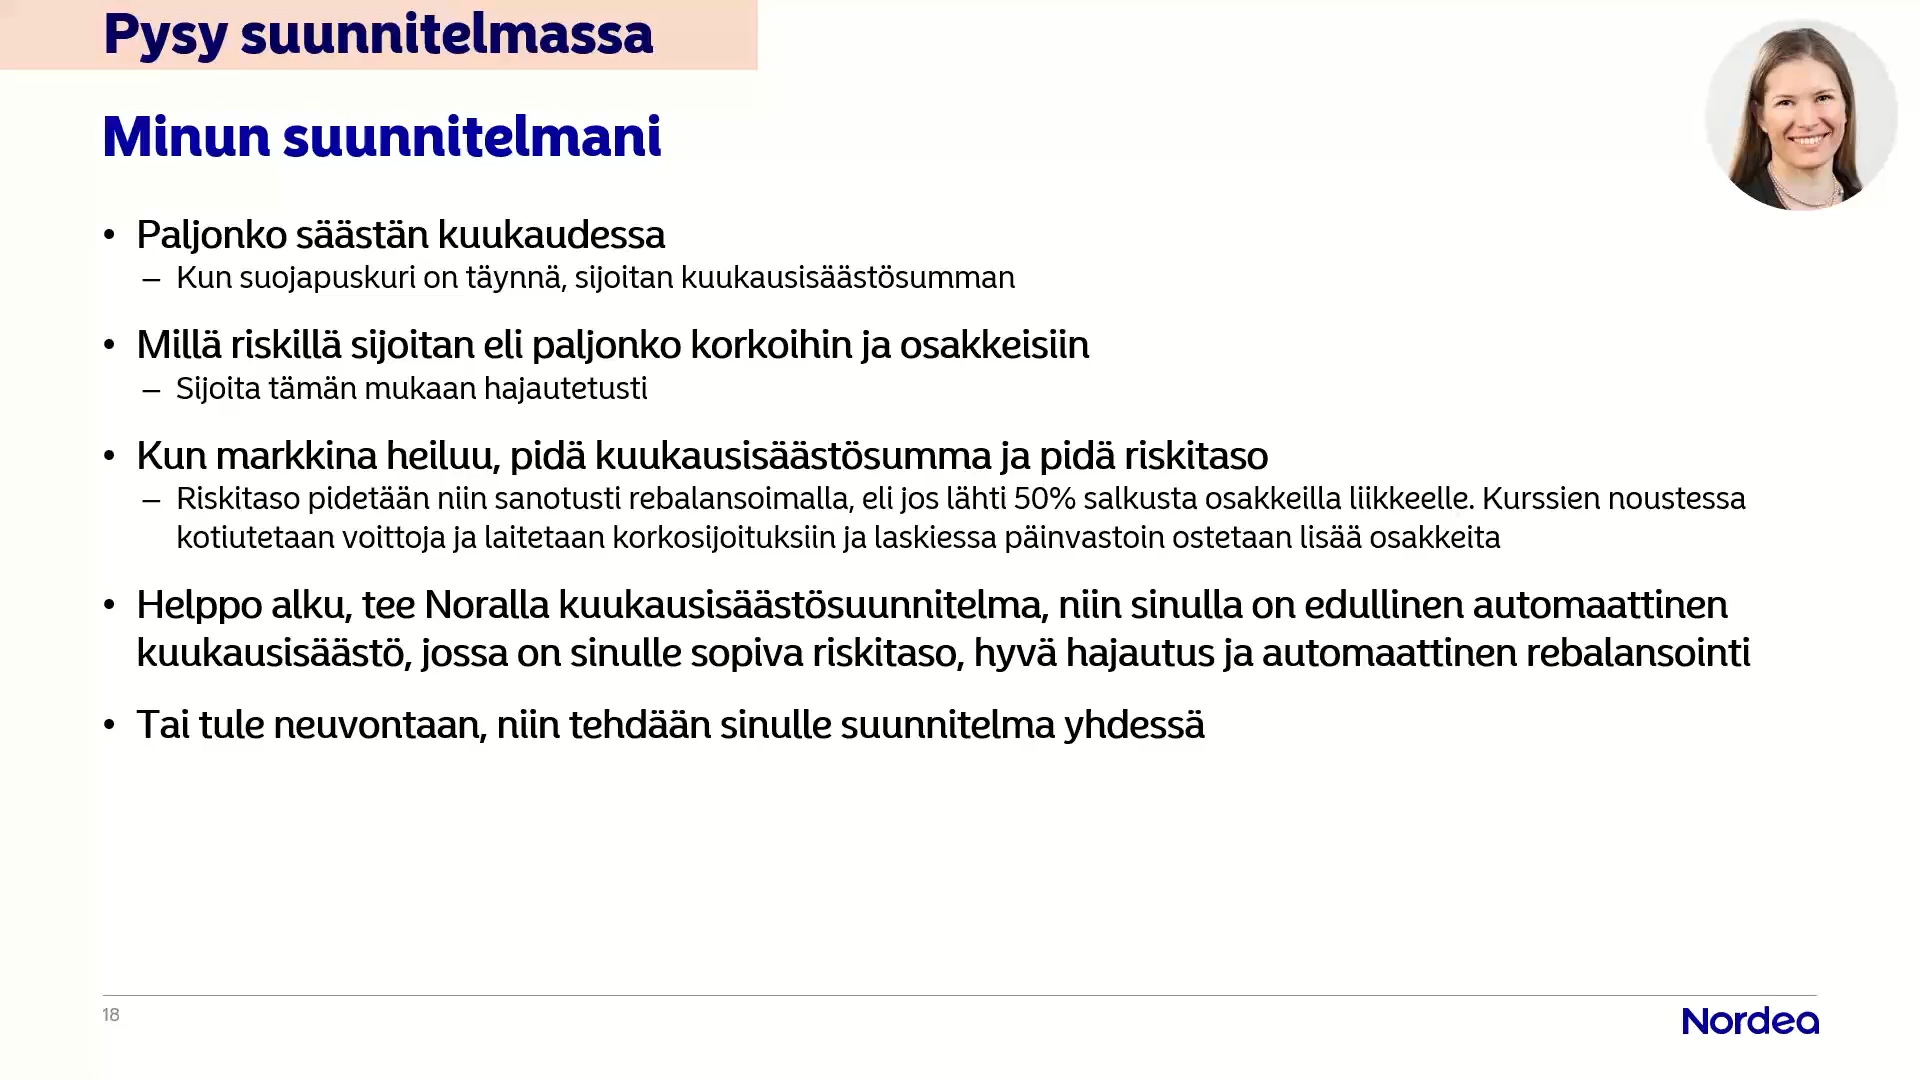 Pysy suunnitelmassa
Minun suunnitelmani
• Paljonko säästän kuukaudessa
– Kun suojapuskuri on täynnä, sijoitan kuukausisäästösumman
• Millä riskillä sijoitan eli paljonko korkoihin ja osakkeisiin
– Sijoita tämän mukaan hajautetusti
• Kun markkina heiluu, pidä kuukausisäästösumma ja pidä riskitaso
– Riskitaso pidetään niin sanotusti rebalansoimalla, eli jos lähti 50% salkusta osakkeilla liikkeelle. Kurssien noustessa
kotiutetaan voittoja ja laitetaan korkosijoituksiin ja laskiessa päinvastoin ostetaan lisää osakkeita
• Helppo alku, tee Noralla kuukausisäästösuunnitelma, niin sinulla on edullinen automaattinen
kuukausisäästö, jossa on sinulle sopiva riskitaso, hyvä hajautus ja automaattinen rebalansointi
• Tai tule neuvontaan, niin tehdään sinulle suunnitelma yhdessä
18
Nordea